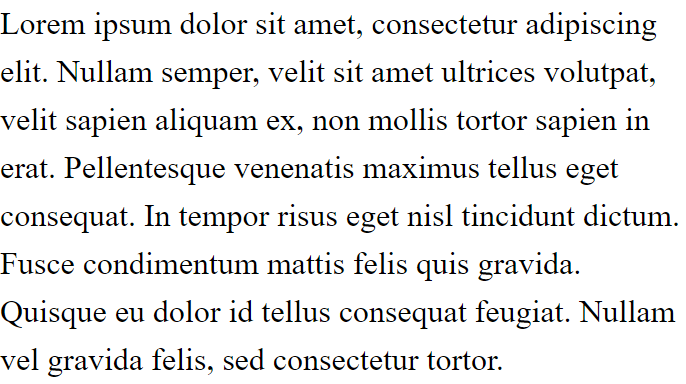 Lorem ipsum dolor sit amet, consectetur adipiscing
elit. Nullam semper, velit sit amet ultrices volutpat,
velit sapien aliquam ex, non mollis tortor sapien in
erat. Pellentesque venenatis maximus tellus eget
consequat. In tempor risus eget nisl tincidunt dictum.
Fusce condimentum mattis felis quis gravida.
Quisque eu dolor id tellus consequat feugiat. Nullam
vel gravida felis, sed consectetur tortor.